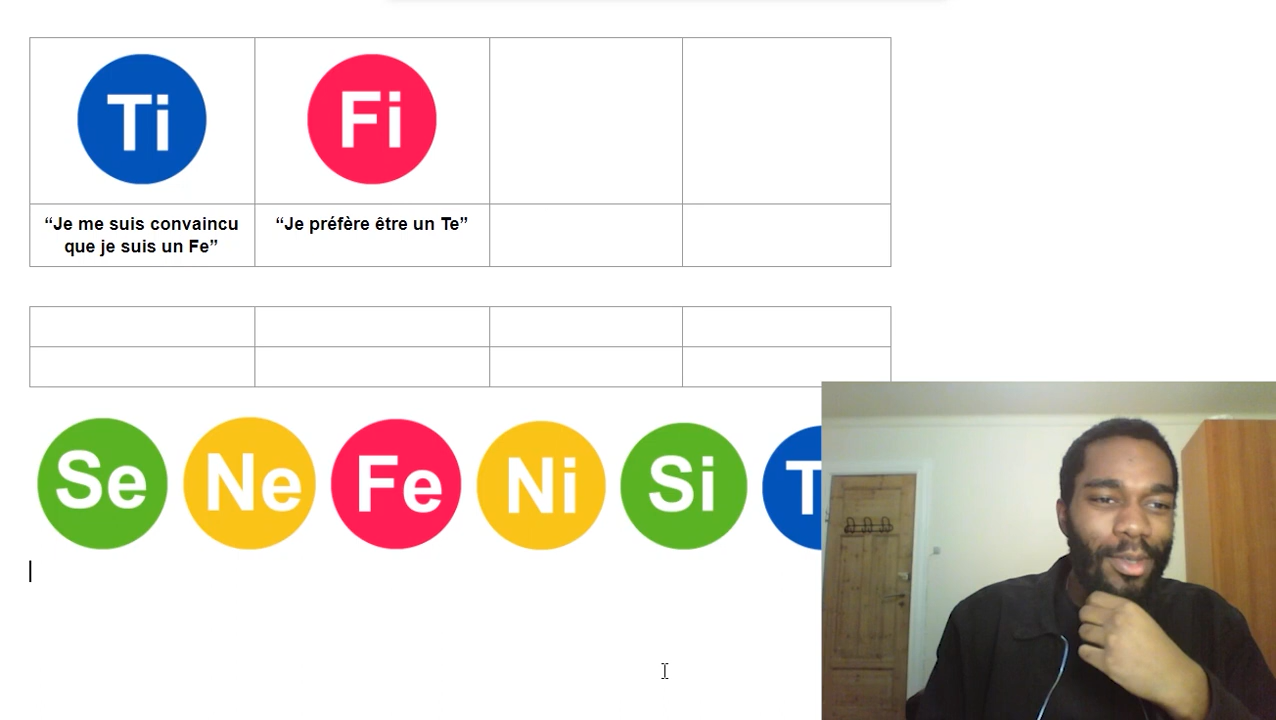 Ti Fi
“Je me suis convaincu “Je préfère être un Te”
que je suis un Fe”
Se Ne Fe Ni Si T